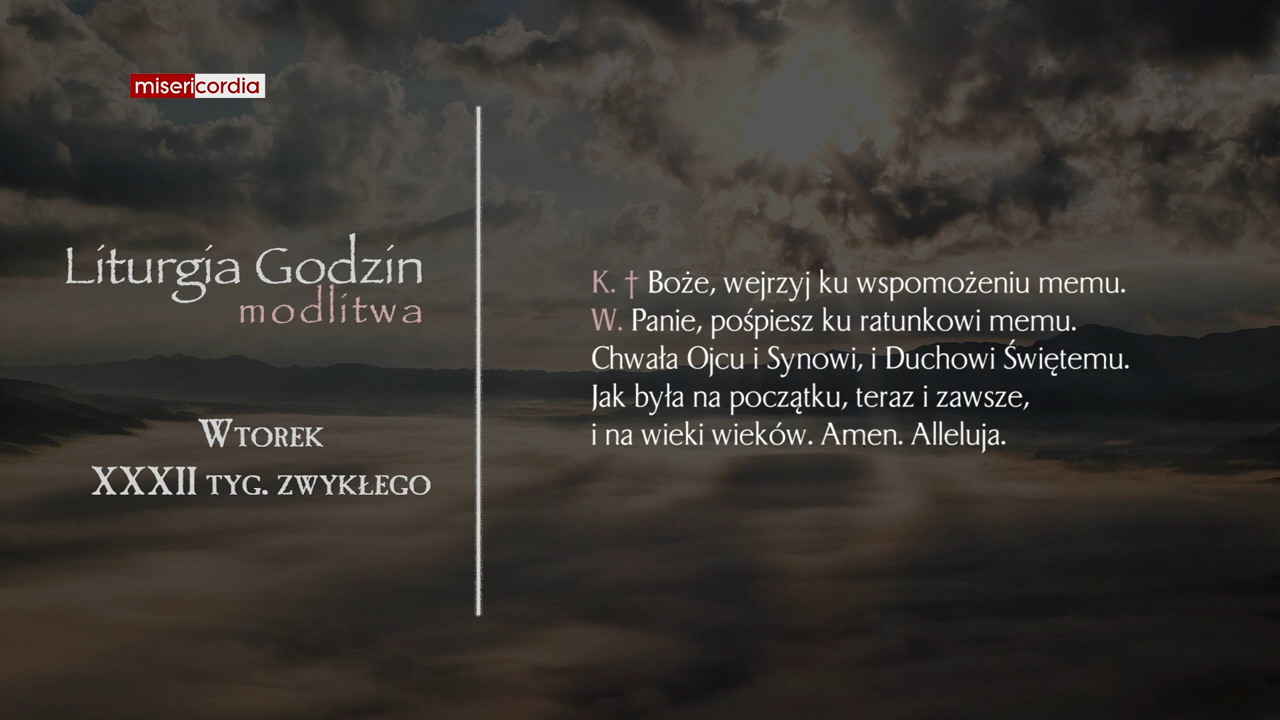 misericordia
Liturgia Godzin
modlitwa
Wtorek
XXXII tyg. zwykłego
K. † Boże, wejrzyj ku wspomożeniu memu.
W. Panie, pośpiesz ku ratunkowi memu.
Chwała Ojcu i Synowi, i Duchowi Świętemu.
Jak była na początku, teraz i zawsze,
i na wieki wieków. Amen. Alleluja.